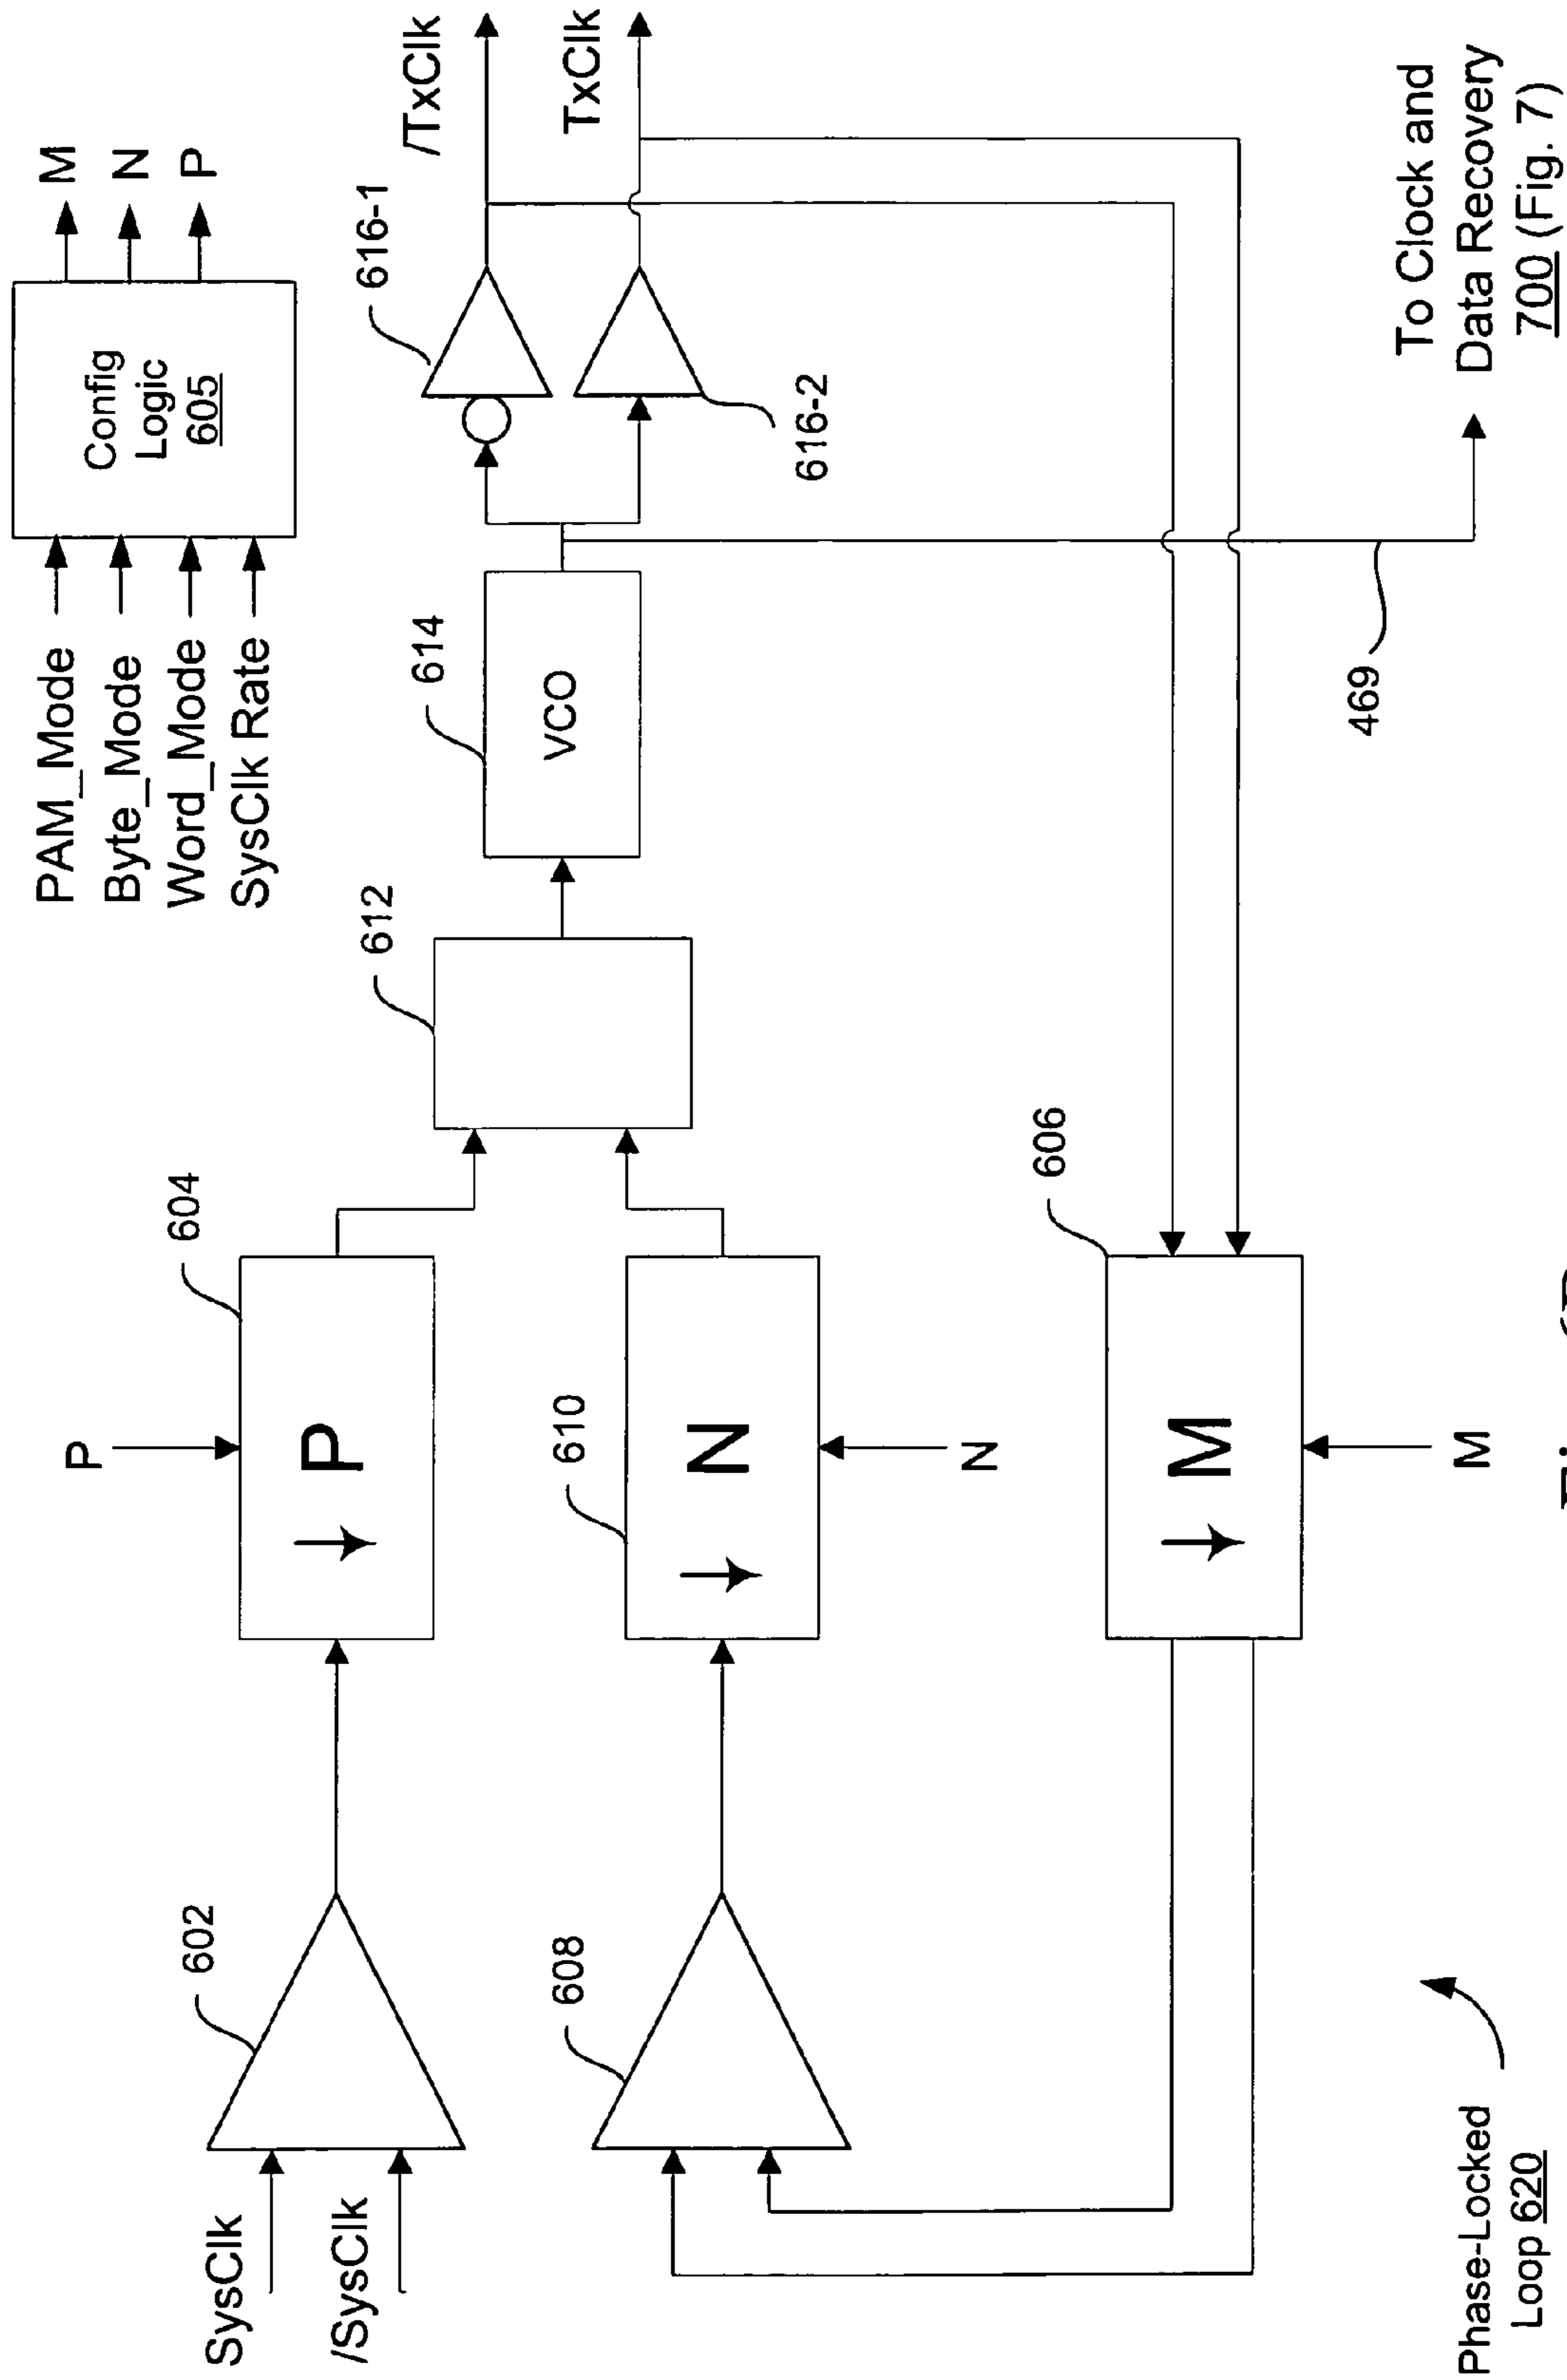 PAM_Mode
Byte_Mode
Word_Mode
SysClk Rate
Config
Logic
605
M
N
P
SysClk
/SysClk
602
P
604
P
612
614
VCO
616-1
616-2
/TxClk
TxClk
608
610
N
N
606
M
M
469
To Clock and
Data Recovery
700 (Fig. 7)
Phase-Locked
Loop 620